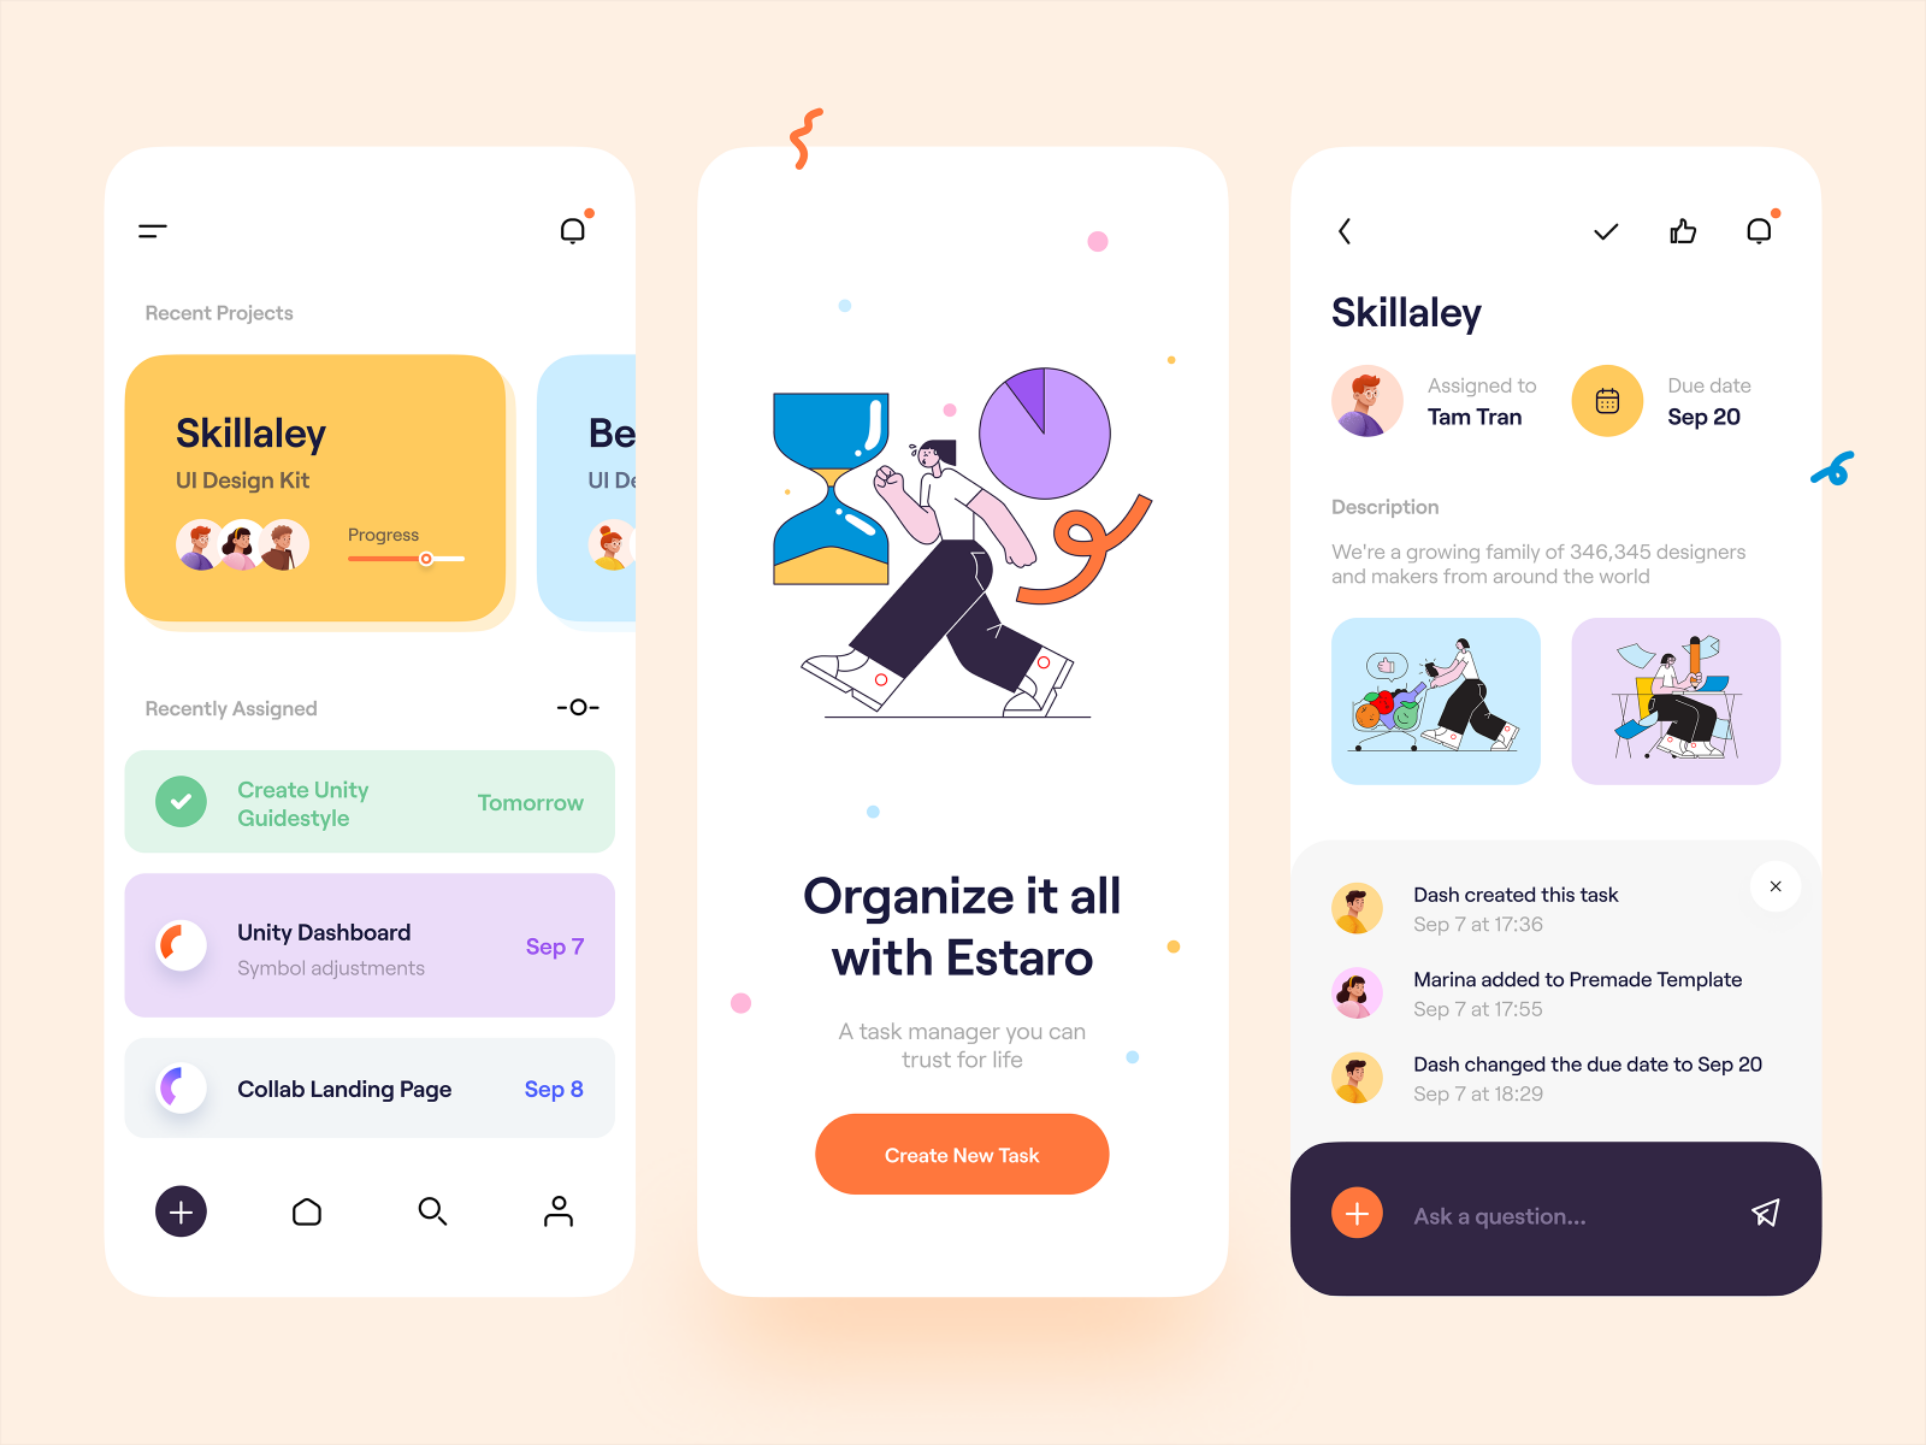 Recent Projects
Skillaley
UI Design Kit
Progress
Be
UI De
Recently Assigned
Create Unity
Guidestyle
Tomorrow
Unity Dashboard
Symbol adjustments
Sep 7
Collab Landing Page
Sep 8
Organize it all
with Estaro
A task manager you can
trust for life
Create New Task
Skillaley
Assigned to
Tam Tran
Due date
Sep 20
Description
We're a growing family of 346,345 designers
and makers from around the world
Dash created this task
Sep 7 at 17:36
Marina added to Premade Template
Sep 7 at 17:55
Dash changed the due date to Sep 20
Sep 7 at 18:29
Ask a question...